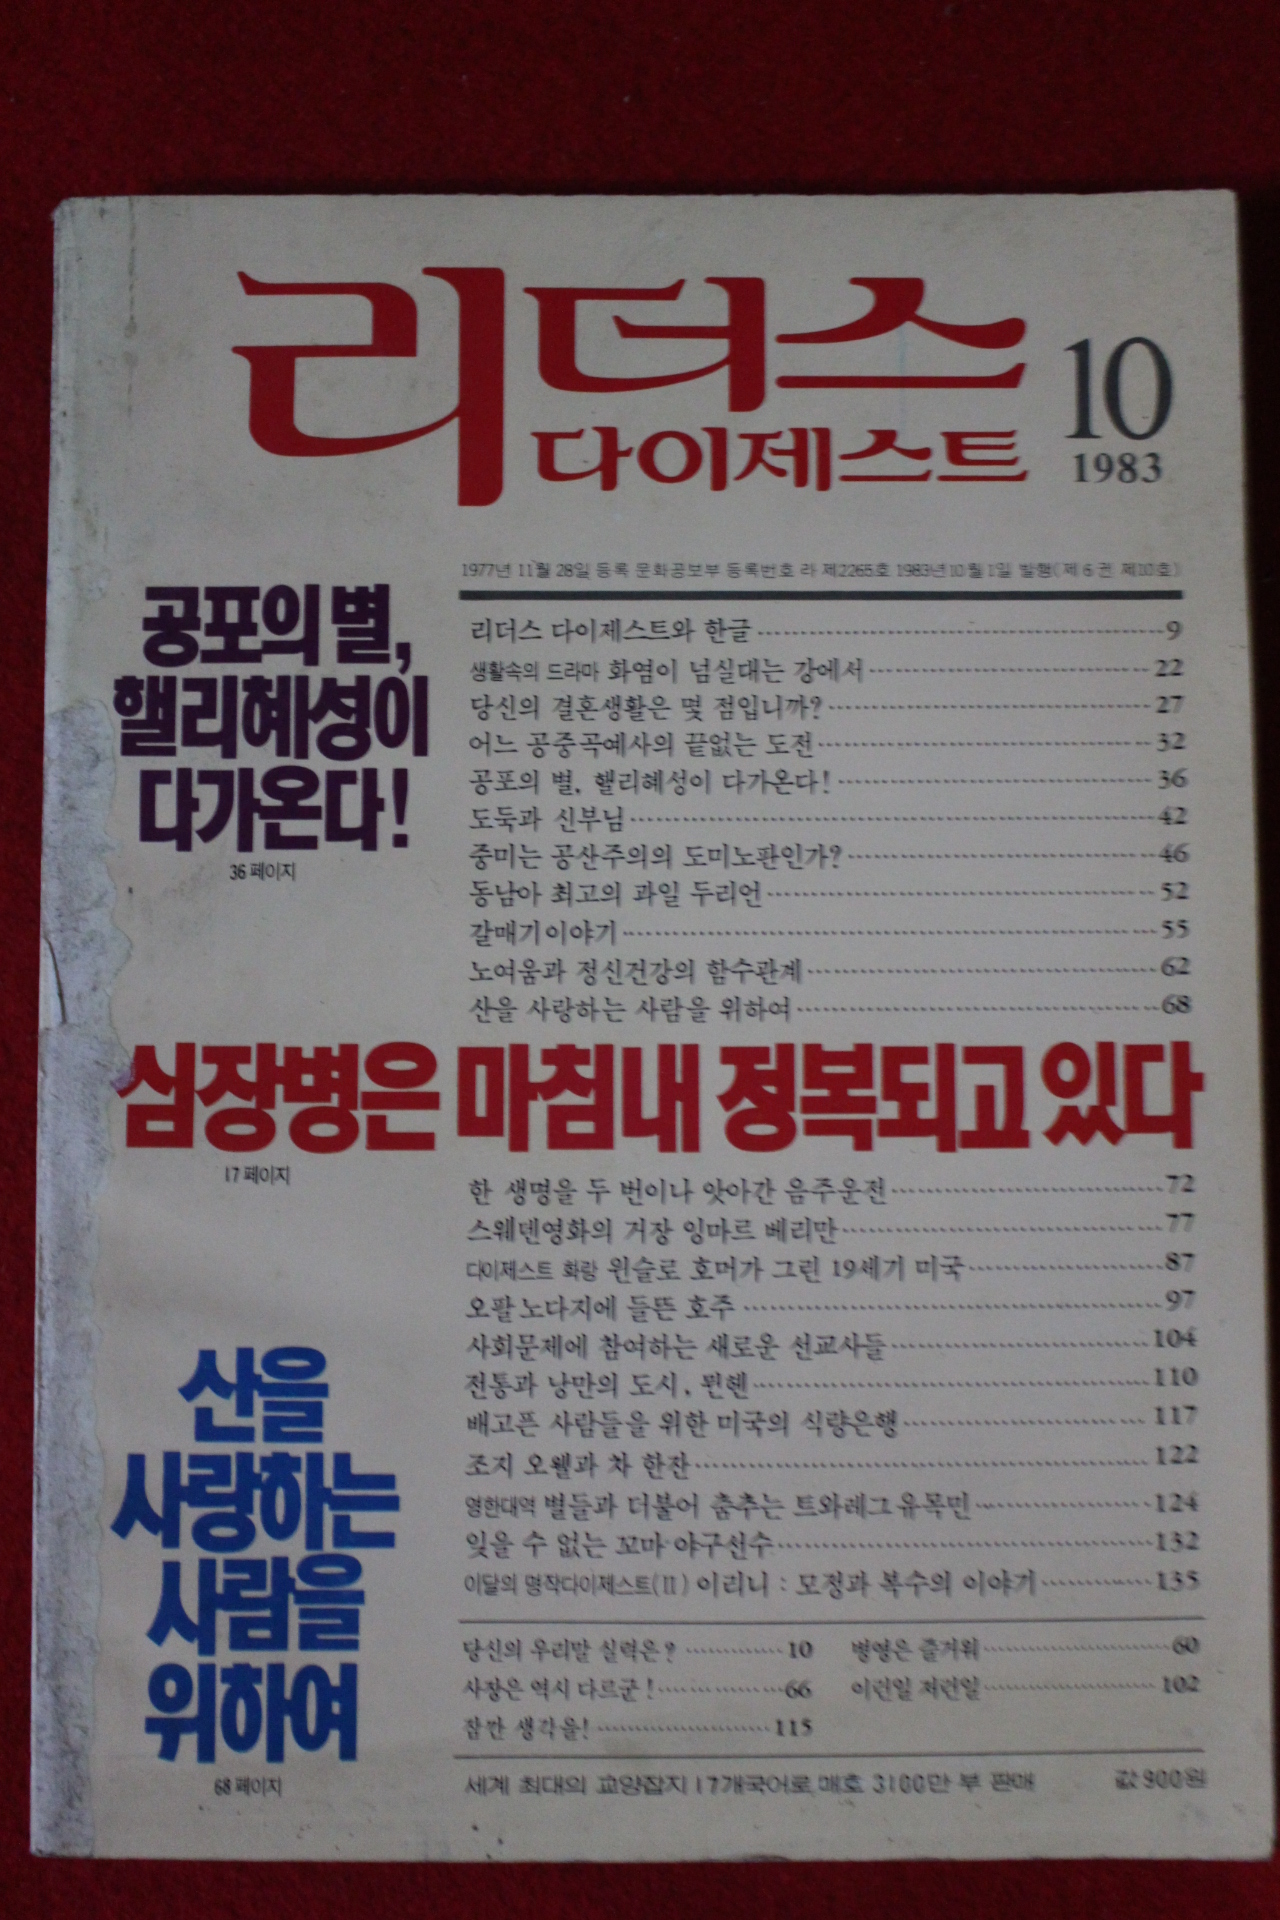 리더스
다이제스트
10
1983
1977년 11월 28일 등록 문화공보부 등록번호 라 제2265호 1983년 10월 1일 발행(제 6 권 제10호)
공포의 별,
핼리혜성이
다가온다!
36 페이지
리더스 다이제스트와 한글 9
생활속의 드라마 화염이 넘실대는 강에서 22
당신의 결혼생활은 몇 점입니까? 27
어느 공중곡예사의 끝없는 도전 32
공포의 별, 핼리혜성이 다가온다! 36
도둑과 신부님 42
중미는 공산주의의 도미노판인가? 46
동남아 최고의 과일 두리언 52
갈매기 이야기 55
노여움과 정신건강의 함수관계 62
산을 사랑하는 사람을 위하여 68
심장병은 마침내 정복되고 있다
17 페이지
한 생명을 두 번이나 앗아간 음주운전 72
스웨덴영화의 거장 잉마르 베리만 77
다이제스트 화랑 윈슬로 호머가 그린 19세기 미국 87
오팔 노다지에 들뜬 호주 97
사회문제에 참여하는 새로운 선교사들 104
전통과 낭만의 도시, 뮌헨 110
배고픈 사람들을 위한 미국의 식량은행 117
조지 오웰과 차 한잔 122
영한대역 별들과 더불어 춤추는 트와레그 유목민 124
잊을 수 없는 꼬마 야구선수 132
이달의 명작다이제스트(II) 이리니 : 모정과 복수의 이야기 135
산을
사랑하는
사람을
위하여
68 페이지
당신의 우리말 실력은? 10 병영은 즐거워 60
사장은 역시 다르군! 66 이런일 저런일 102
잠깐 생각을! 115
세계 최대의 교양잡지 17개국어로 매호 3100만 부 판매 값 900원